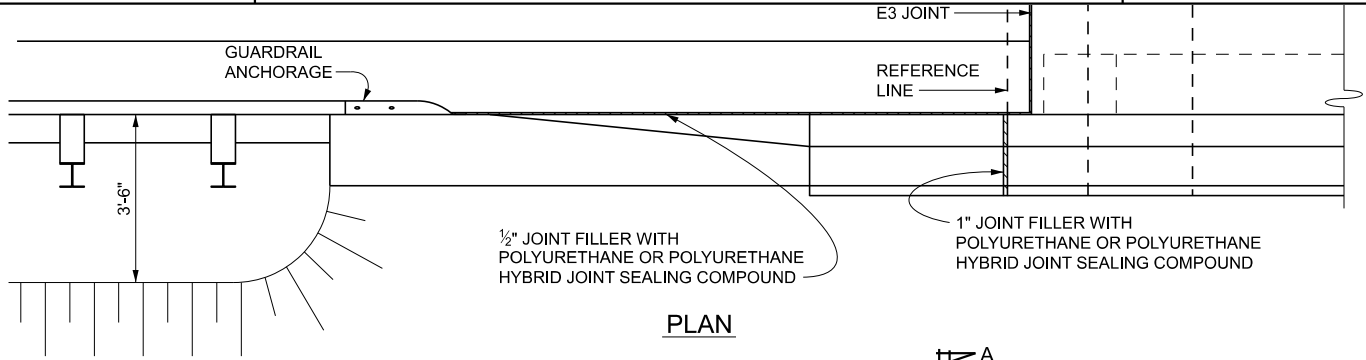 E3 JOINT
GUARDRAIL
ANCHORAGE
REFERENCE
LINE
3'-6"
½" JOINT FILLER WITH
POLYURETHANE OR POLYURETHANE
HYBRID JOINT SEALING COMPOUND
1" JOINT FILLER WITH
POLYURETHANE OR POLYURETHANE
HYBRID JOINT SEALING COMPOUND
PLAN
A